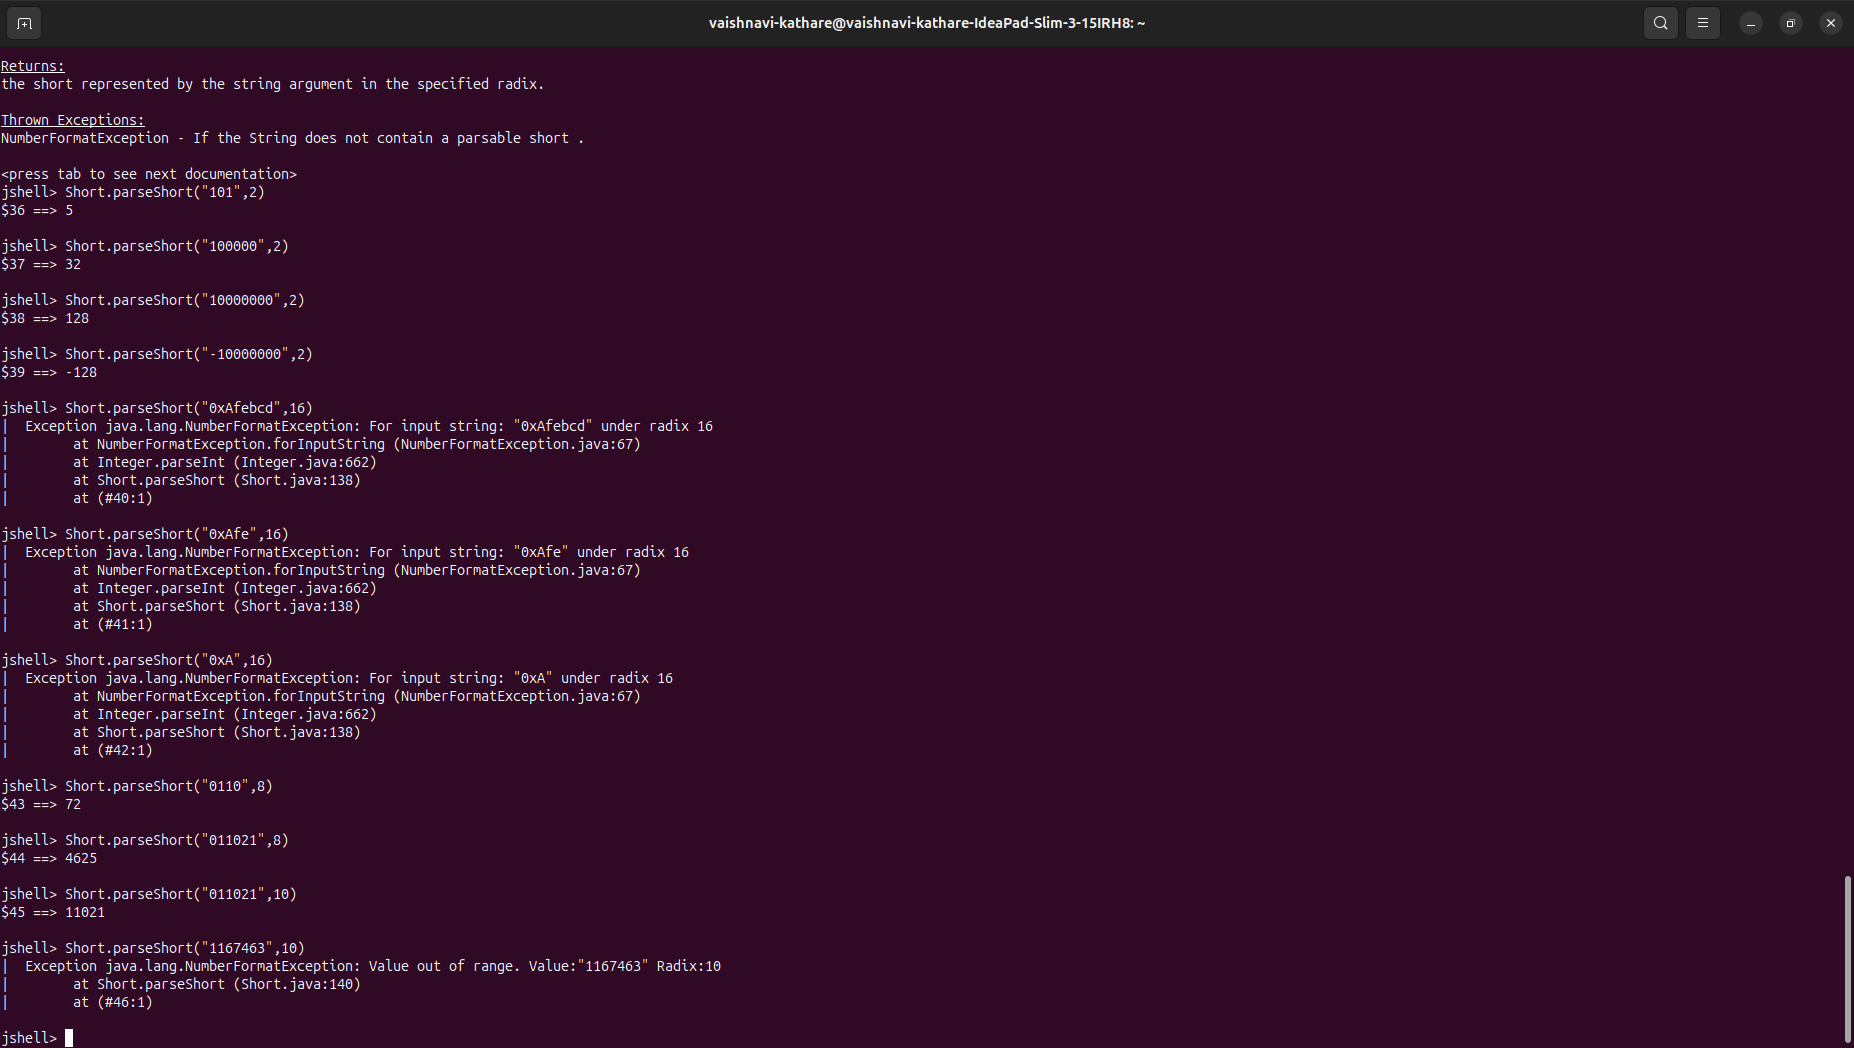 vaishnavi-kathare@vaishnavi-kathare-IdeaPad-Slim-3-15IRH8: ~
Returns:
the short represented by the string argument in the specified radix.
Thrown Exceptions:
NumberFormatException - If the String does not contain a parsable short .
<press tab to see next documentation>
jshell> Short.parseShort("101",2)
$36 ==> 5
jshell> Short.parseShort("100000",2)
$37 ==> 32
jshell> Short.parseShort("10000000",2)
$38 ==> 128
jshell> Short.parseShort("-10000000",2)
$39 ==> -128
jshell> Short.parseShort("0xAfebcd",16)
|  Exception java.lang.NumberFormatException: For input string: "0xAfebcd" under radix 16
|        at NumberFormatException.forInputString (NumberFormatException.java:67)
|        at Integer.parseInt (Integer.java:662)
|        at Short.parseShort (Short.java:138)
|        at (#40:1)
jshell> Short.parseShort("0xAfe",16)
|  Exception java.lang.NumberFormatException: For input string: "0xAfe" under radix 16
|        at NumberFormatException.forInputString (NumberFormatException.java:67)
|        at Integer.parseInt (Integer.java:662)
|        at Short.parseShort (Short.java:138)
|        at (#41:1)
jshell> Short.parseShort("0xA",16)
|  Exception java.lang.NumberFormatException: For input string: "0xA" under radix 16
|        at NumberFormatException.forInputString (NumberFormatException.java:67)
|        at Integer.parseInt (Integer.java:662)
|        at Short.parseShort (Short.java:138)
|        at (#42:1)
jshell> Short.parseShort("0110",8)
$43 ==> 72
jshell> Short.parseShort("011021",8)
$44 ==> 4625
jshell> Short.parseShort("011021",10)
$45 ==> 11021
jshell> Short.parseShort("1167463",10)
|  Exception java.lang.NumberFormatException: Value out of range. Value:"1167463" Radix:10
|        at Short.parseShort (Short.java:140)
|        at (#46:1)
jshell>